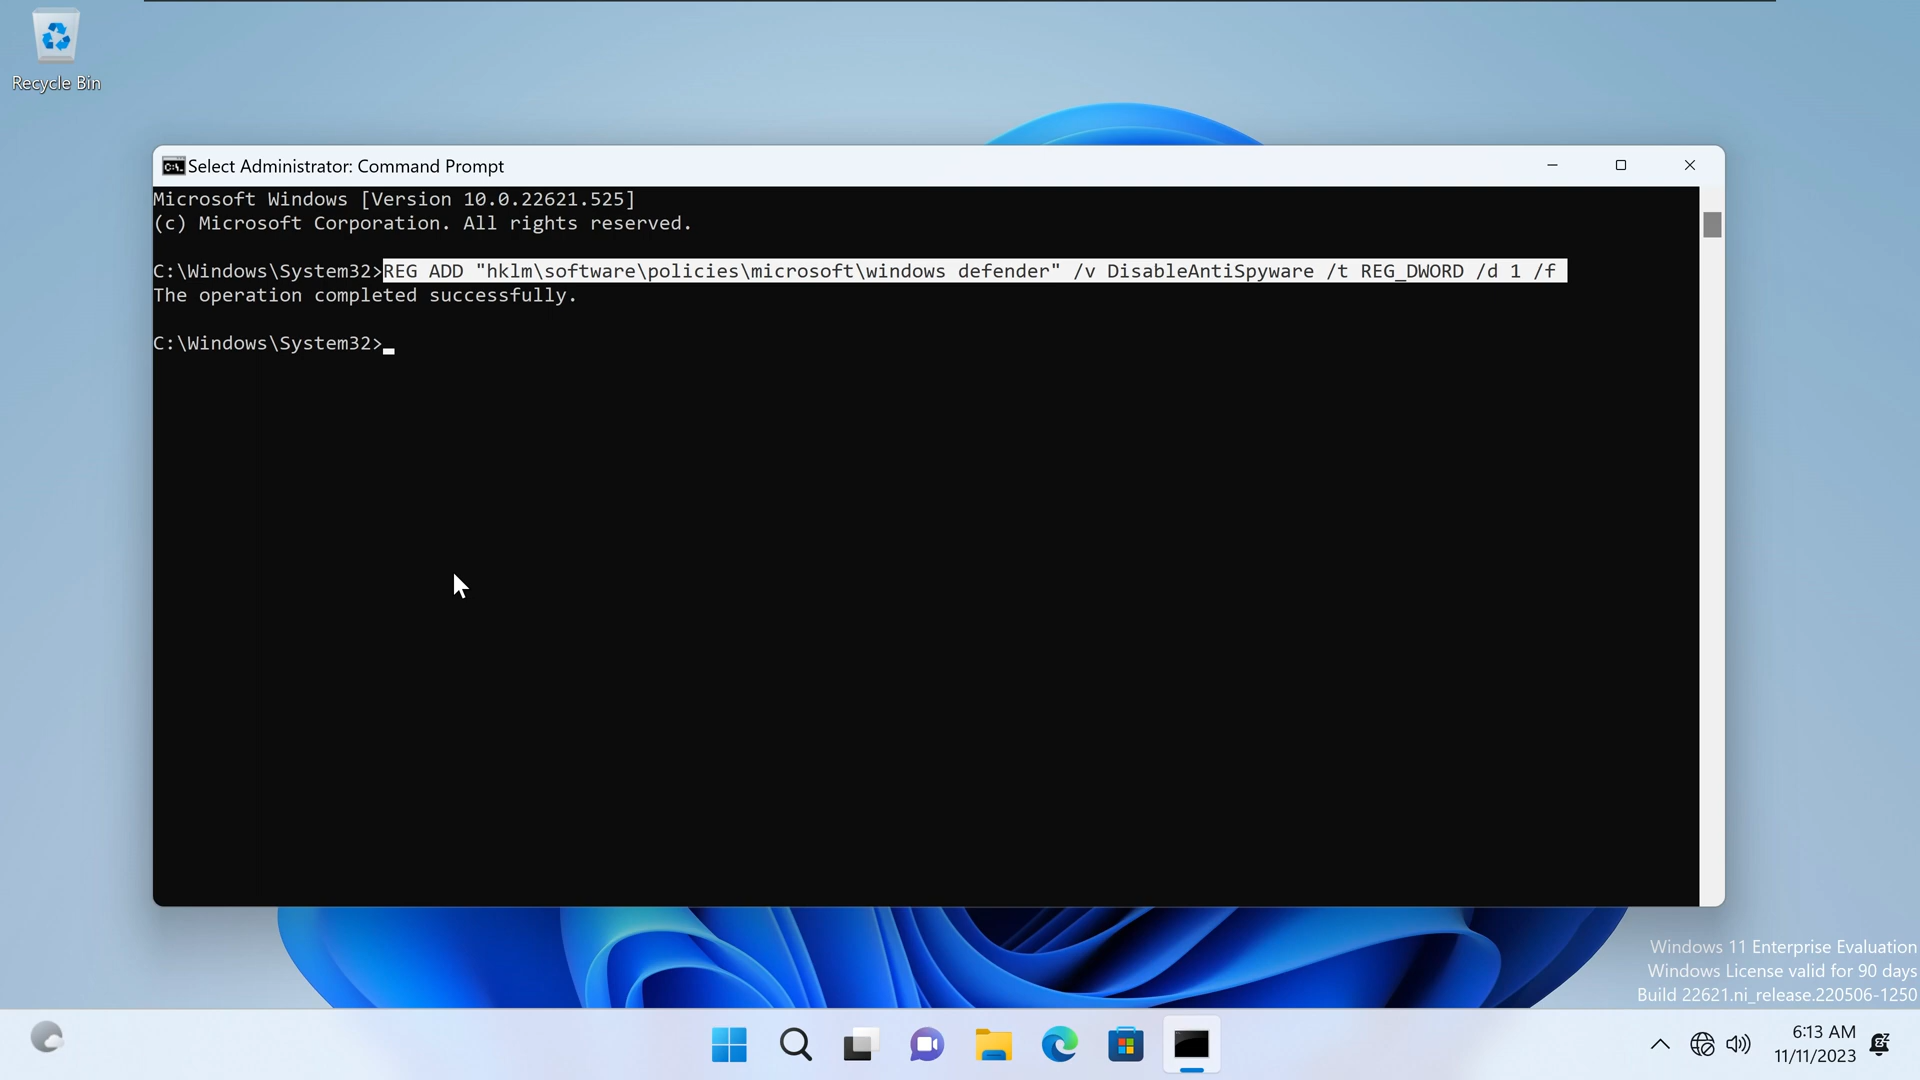 Recycle Bin
Select Administrator: Command Prompt
Microsoft Windows [Version 10.0.22621.525]
(c) Microsoft Corporation. All rights reserved.
C:\Windows\System32>REG ADD "hklm\software\policies\microsoft\windows defender" /v DisableAntiSpyware /t REG_DWORD /d 1 /f
The operation completed successfully.
C:\Windows\System32>
Windows 11 Enterprise Evaluation
Windows License valid for 90 days
Build 22621.ni_release.220506-1250
6:13 AM
11/11/2023